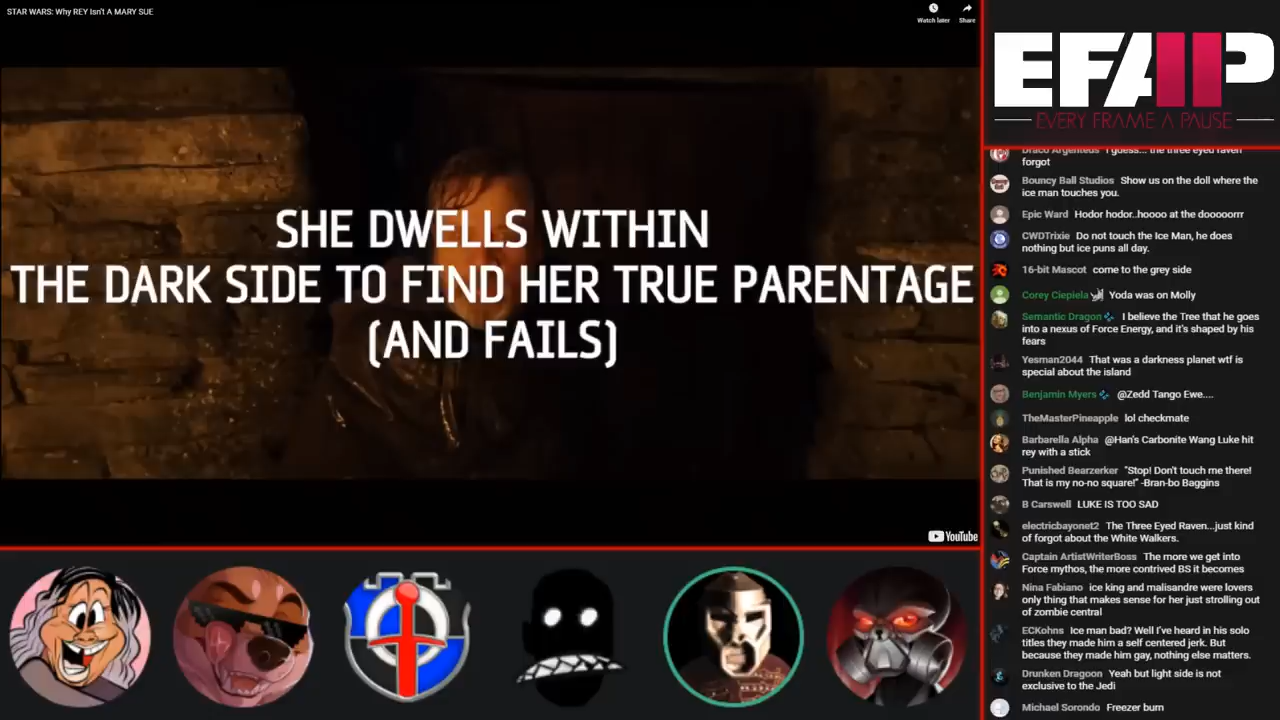 STAR WARS: Why REY Isn't A MARY SUE
Watch later
Share
SHE DWELLS WITHIN
THE DARK SIDE TO FIND HER TRUE PARENTAGE
(AND FAILS)
YouTube
EFAP
EVERY FRAME A PAUSE
Draco Argenteus I guess... the three eyed raven
forgot
Bouncy Ball Studios Show us on the doll where the
ice man touches you.
Epic Ward Hodor hodor..hoooo at the dooooorrr
CWDTrixie Do not touch the Ice Man, he does
nothing but ice puns all day.
16-bit Mascot come to the grey side
Corey Ciepiela Yoda was on Molly
Semantic Dragon I believe the Tree that he goes
into a nexus of Force Energy, and it's shaped by his
fears
Yesman2044 That was a darkness planet wtf is
special about the island
Benjamin Myers @Zedd Tango Ewe....
TheMasterPineapple lol checkmate
Barbarella Alpha @Han's Carbonite Wang Luke hit
rey with a stick
Punished Bearzerker "Stop! Don't touch me there!
That is my no-no square!" -Bran-bo Baggins
B Carswell LUKE IS TOO SAD
electricbayonet2 The Three Eyed Raven...just kind
of forgot about the White Walkers.
Captain ArtistWriterBoss The more we get into
Force mythos, the more contrived BS it becomes
Nina Fabiano ice king and malisandre were lovers
only thing that makes sense for her just strolling out
of zombie central
ECKohns Ice man bad? Well I've heard in his solo
titles they made him a self centered jerk. But
because they made him gay, nothing else matters.
Drunken Dragoon Yeah but light side is not
exclusive to the Jedi
Michael Sorondo Freezer burn